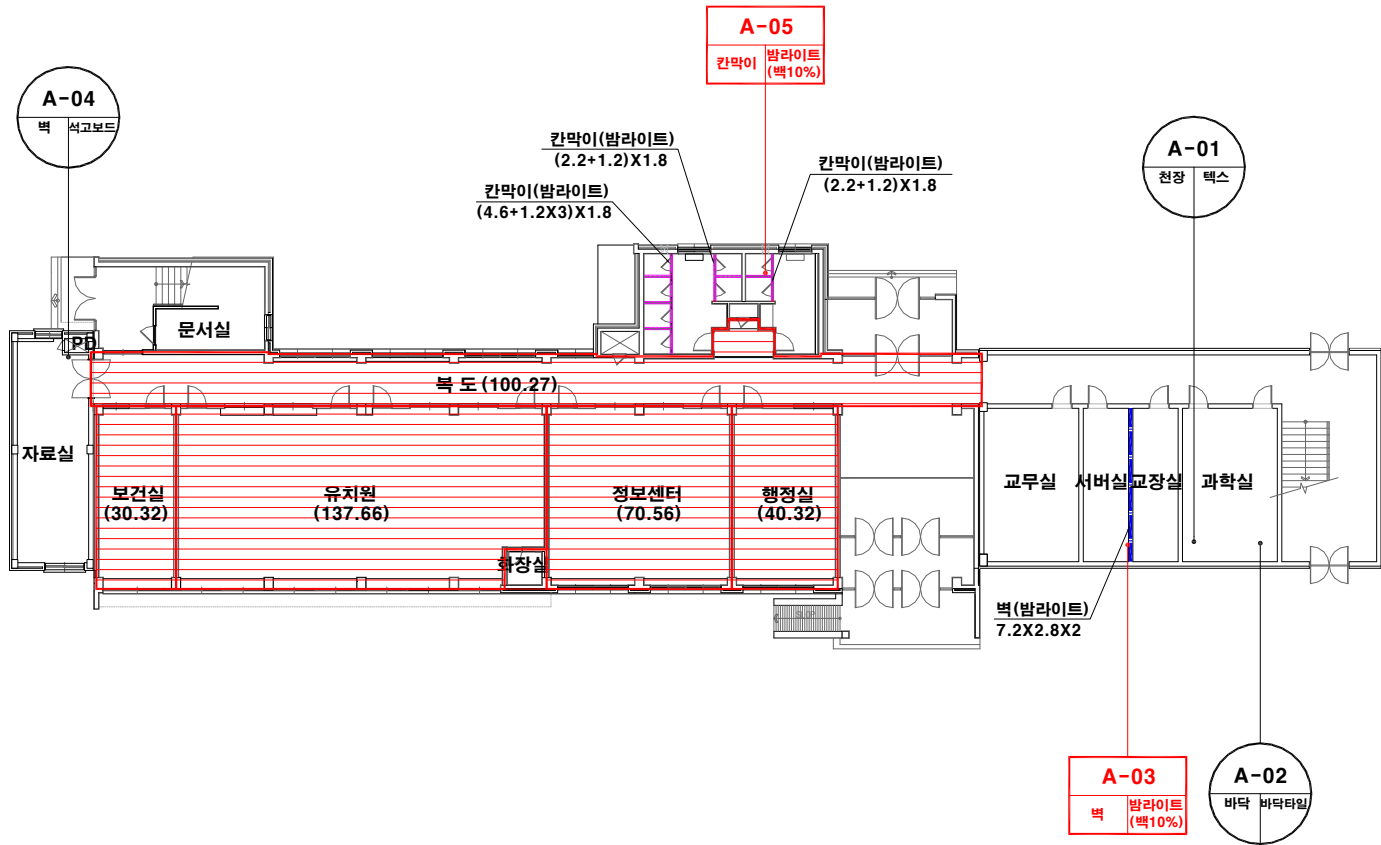 A-05
칸막이
밤라이트
(백10%)
A-04
벽
석고보드
칸막이(밤라이트)
(2.2+1.2)X1.8
칸막이(밤라이트)
(2.2+1.2)X1.8
칸막이(밤라이트)
(4.6+1.2X3)X1.8
A-01
천장
텍스
문서실
PD
복 도 (100.27)
자료실
보건실
(30.32)
유치원
(137.66)
정보센터
(70.56)
행정실
(40.32)
화장실
교무실
서버실
교장실
과학실
SLOP
벽(밤라이트)
7.2X2.8X2
A-03
벽
밤라이트
(백10%)
A-02
바닥
바닥타일